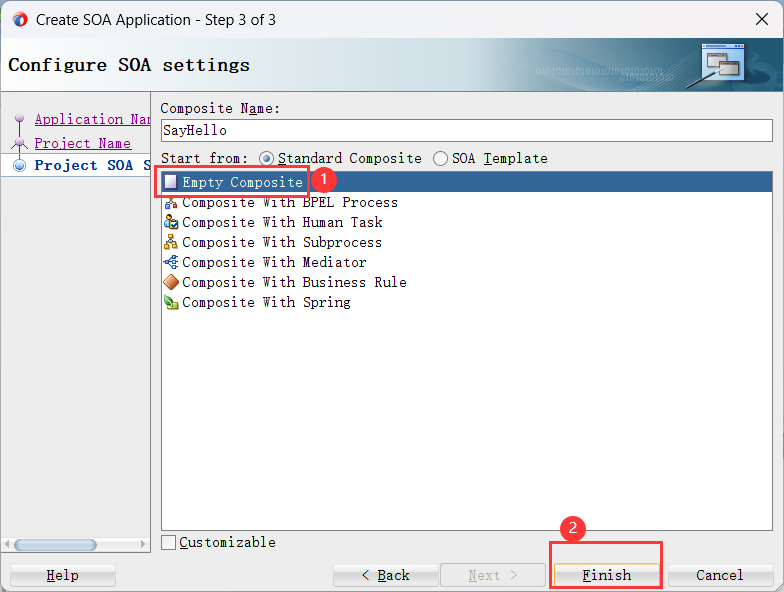 Create SOA Application - Step 3 of 3
Configure SOA settings
0101010101010101010101010101
Application Nam
Project Name
Project SOA S
Composite Name:
SayHello
Start from: Standard Composite SOA Template
Empty Composite 1
Composite With BPEL Process
Composite With Human Task
Composite With Subprocess
Composite With Mediator
Composite With Business Rule
Composite With Spring
2
Customizable
Help < Back Next > Finish Cancel